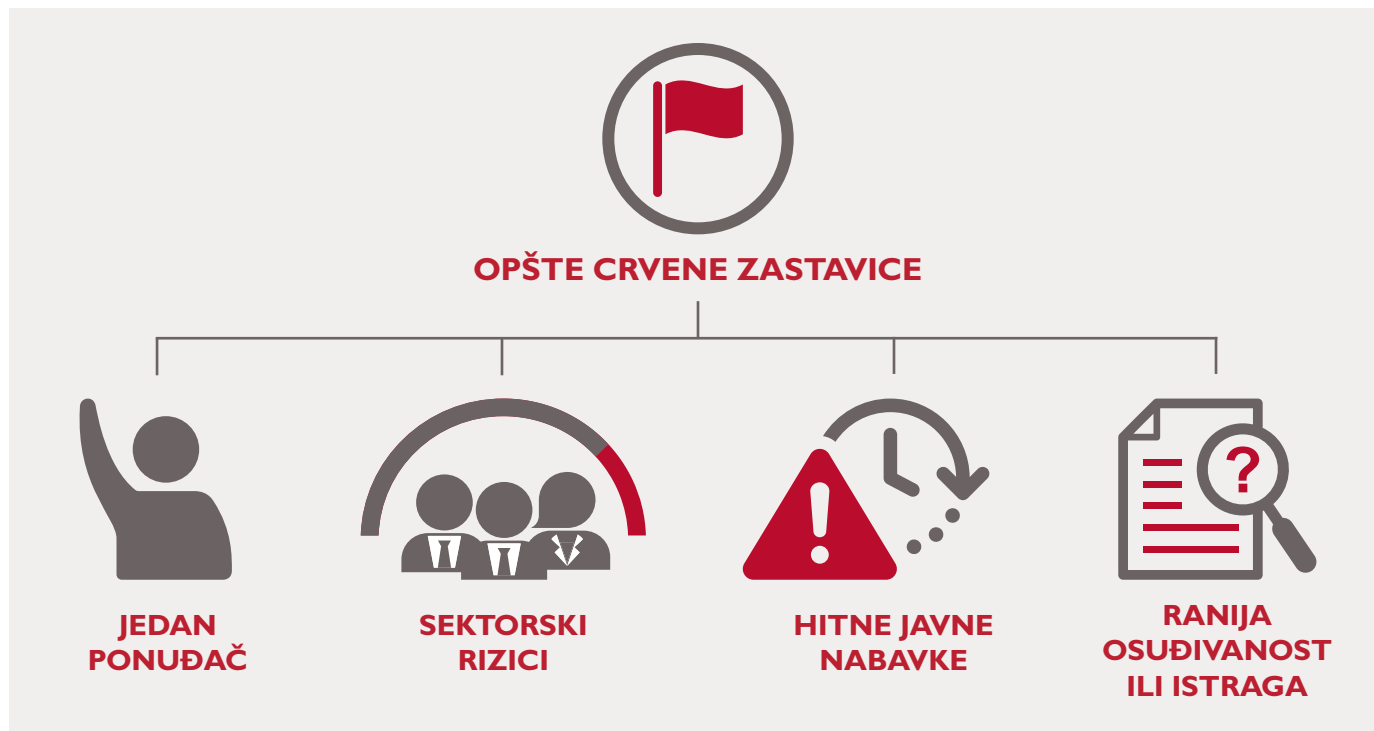 OPŠTE CRVENE ZASTAVICE
JEDAN
PONUĐAČ
SEKTORSKI
RIZICI
HITNE JAVNE
NABAVKE
RANIJA
OSUĐIVANOST
ILI ISTRAGA